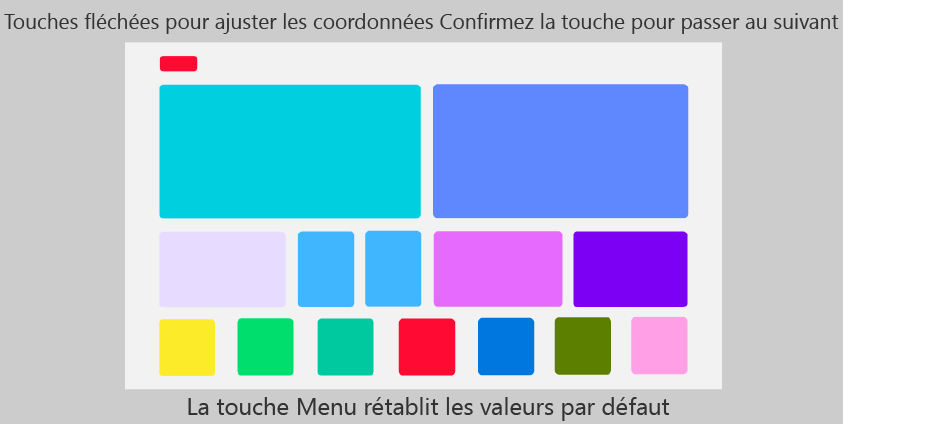 Touches fléchées pour ajuster les coordonnées Confirmez la touche pour passer au suivant
La touche Menu rétablit les valeurs par défaut